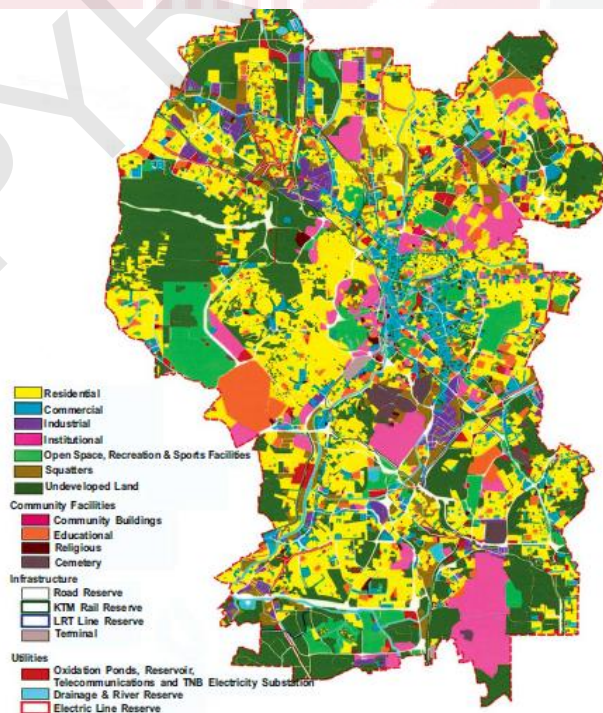 Residential
Commercial
Industrial
Institutional
Open Space, Recreation & Sports Facilities
Squatters
Undeveloped Land
Community Facilities
Community Buildings
Educational
Religious
Cemetery
Infrastructure
Road Reserve
KTM Rail Reserve
LRT Line Reserve
Terminal
Utilities
Oxidation Ponds, Reservoir,
Telecommunications and TNB Electricity Substation
Drainage & River Reserve
Electric Line Reserve